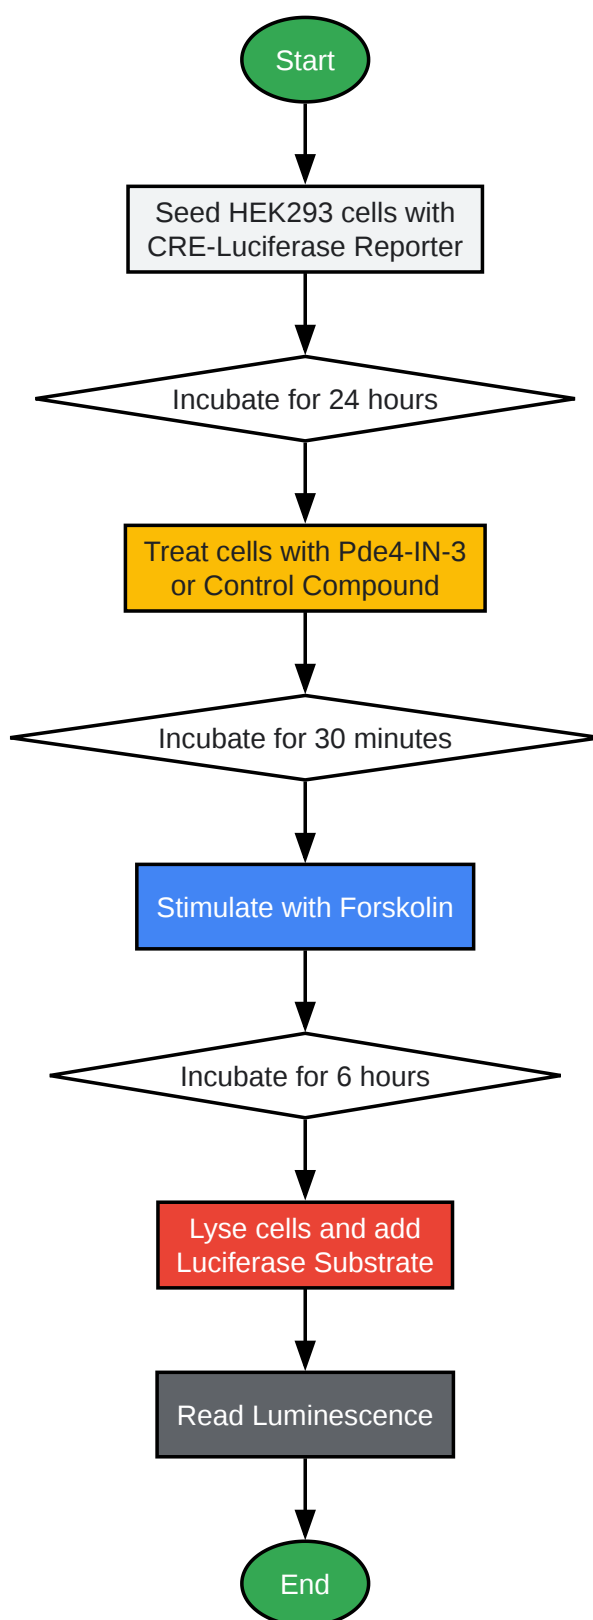 Start
Seed HEK293 cells with
CRE-Luciferase Reporter
Incubate for 24 hours
Treat cells with Pde4-IN-3
or Control Compound
Incubate for 30 minutes
Stimulate with Forskolin
Incubate for 6 hours
Lyse cells and add
Luciferase Substrate
Read Luminescence
End